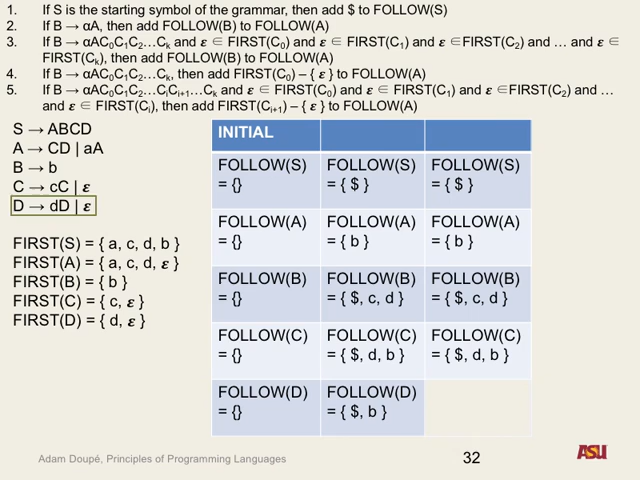 1. If S is the starting symbol of the grammar, then add $ to FOLLOW(S)
2. If B → αA, then add FOLLOW(B) to FOLLOW(A)
3. If B → αAC₀C₁C₂…Cₖ and ε ∈ FIRST(C₀) and ε ∈ FIRST(C₁) and ε ∈FIRST(C₂) and … and ε ∈
FIRST(Cₖ), then add FOLLOW(B) to FOLLOW(A)
4. If B → αAC₀C₁C₂…Cₖ, then add FIRST(C₀) – { ε } to FOLLOW(A)
5. If B → αAC₀C₁C₂…CᵢCᵢ₊₁…Cₖ and ε ∈ FIRST(C₀) and ε ∈ FIRST(C₁) and ε ∈FIRST(C₂) and …
and ε ∈ FIRST(Cᵢ), then add FIRST(Cᵢ₊₁) – { ε } to FOLLOW(A)
S → ABCD
A → CD | aA
B → b
C → cC | ε
D → dD | ε
FIRST(S) = { a, c, d, b }
FIRST(A) = { a, c, d, ε }
FIRST(B) = { b }
FIRST(C) = { c, ε }
FIRST(D) = { d, ε }
INITIAL
FOLLOW(S) FOLLOW(S) FOLLOW(S)
= {} = { $ } = { $ }
FOLLOW(A) FOLLOW(A) FOLLOW(A)
= {} = { b } = { b }
FOLLOW(B) FOLLOW(B) FOLLOW(B)
= {} = { $, c, d } = { $, c, d }
FOLLOW(C) FOLLOW(C) FOLLOW(C)
= {} = { $, d, b } = { $, d, b }
FOLLOW(D) FOLLOW(D)
= {} = { $, b }
Adam Doupé, Principles of Programming Languages
32
ASU